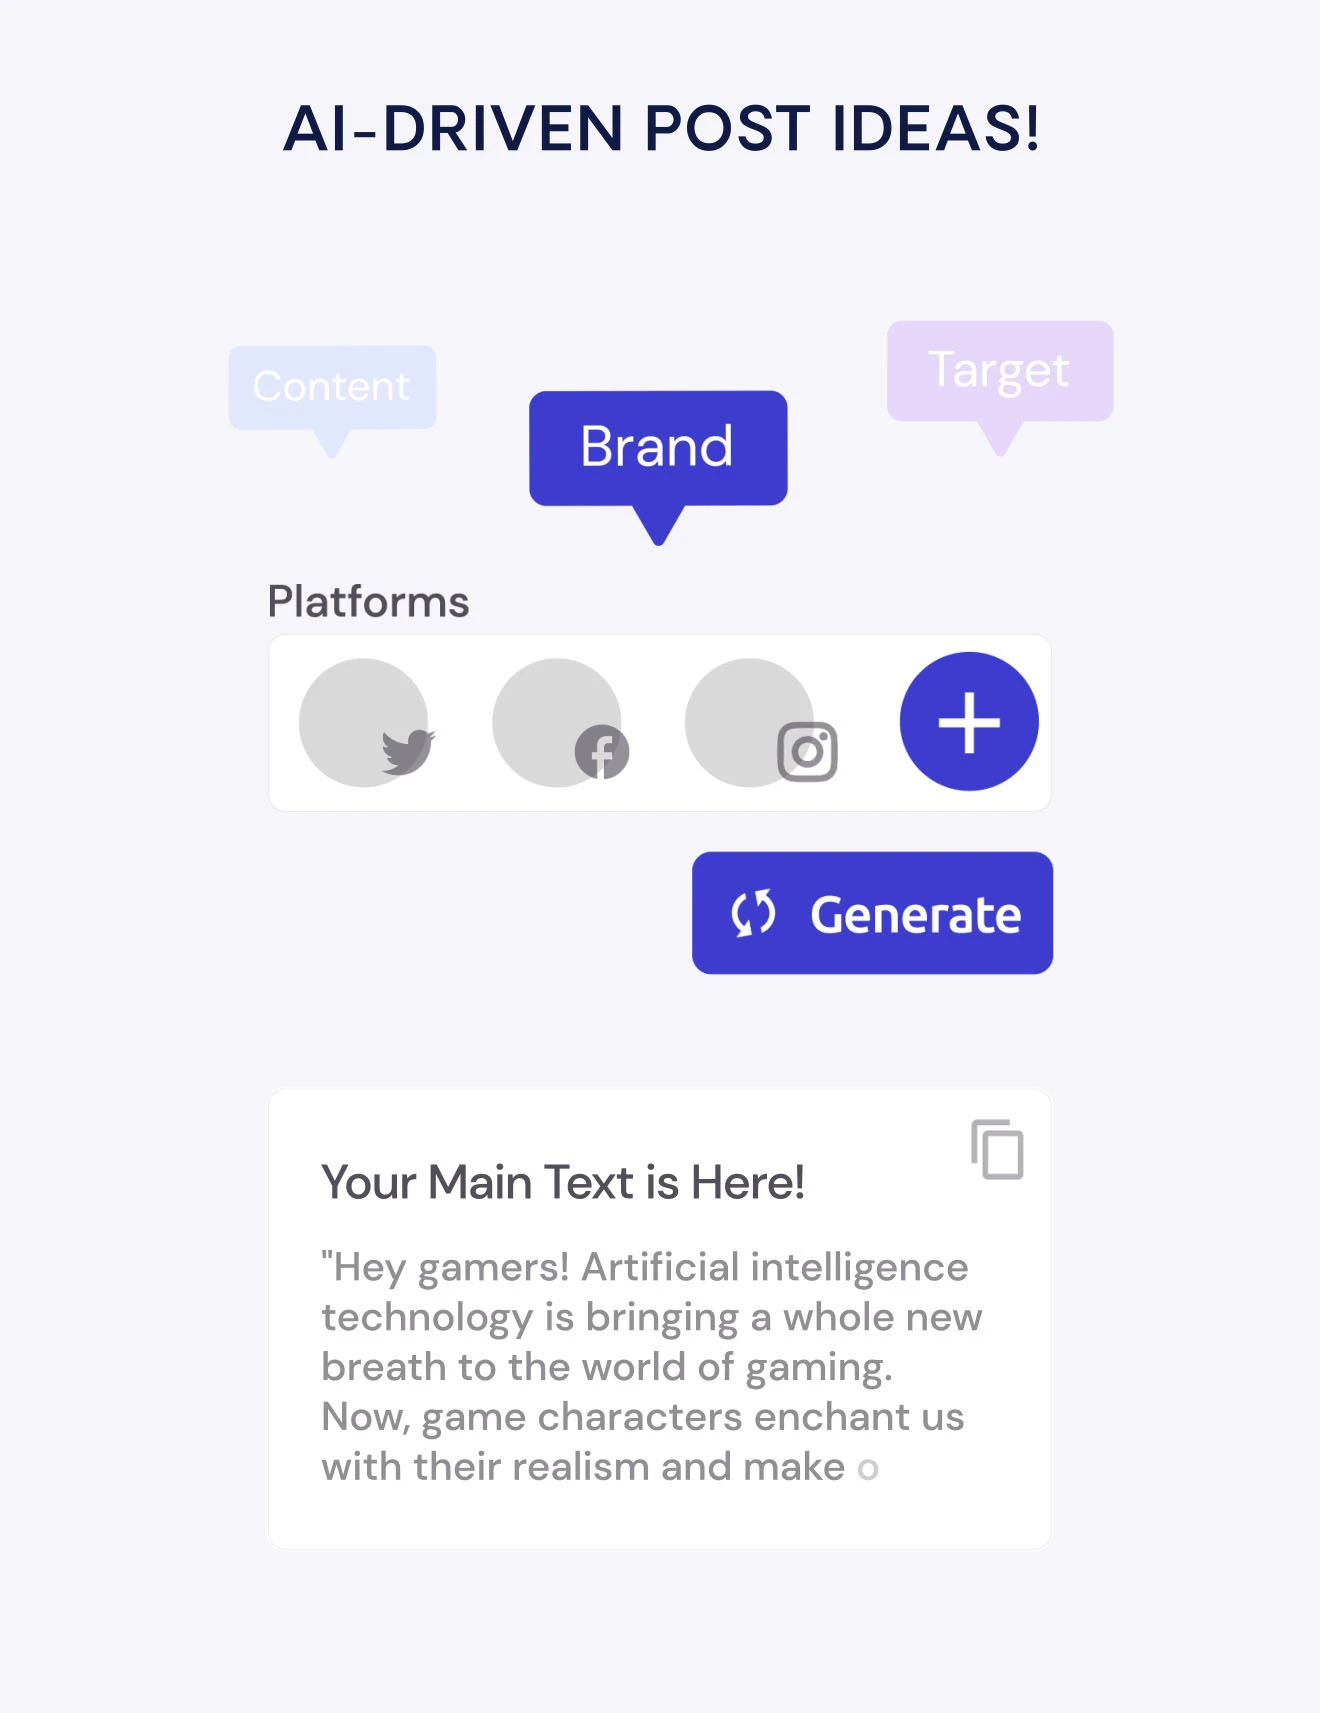 AI-DRIVEN POST IDEAS!
Content
Target
Brand
Platforms
Generate
Your Main Text is Here!
"Hey gamers! Artificial intelligence
technology is bringing a whole new
breath to the world of gaming.
Now, game characters enchant us
with their realism and make o